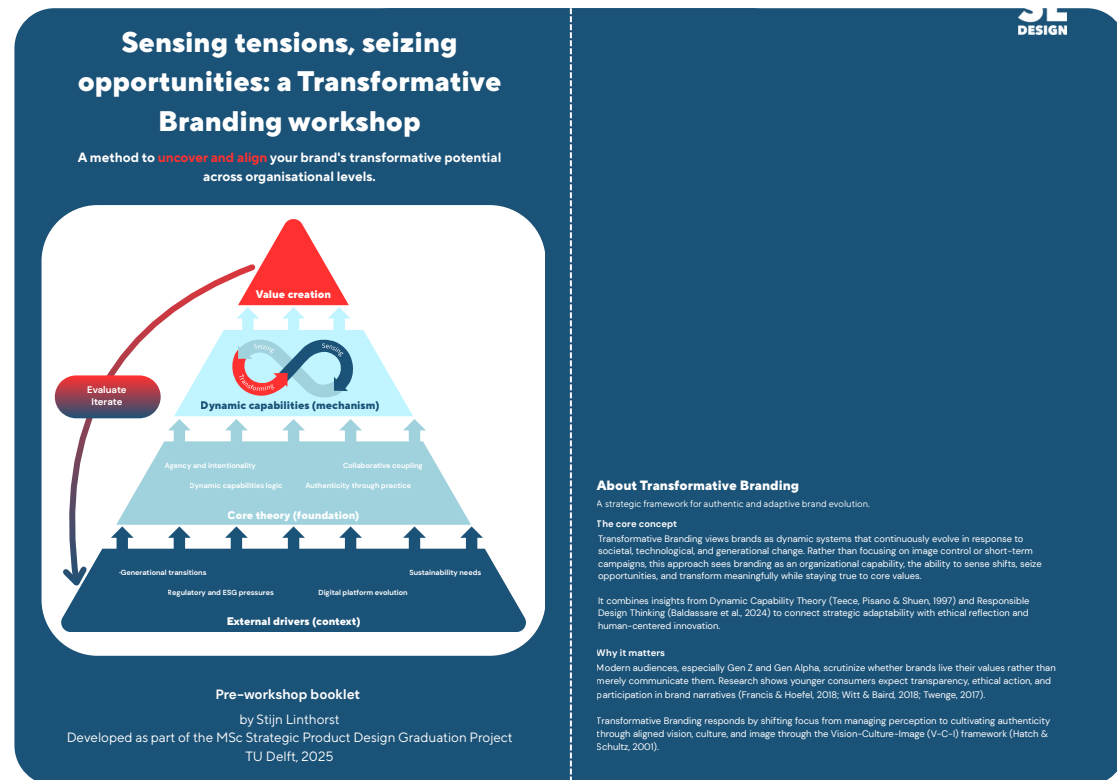 Sensing tensions, seizing
opportunities: a Transformative
Branding workshop
A method to uncover and align your brand's transformative potential
across organisational levels.
Value creation
Seizing
Sensing
Transforming
Dynamic capabilities (mechanism)
Evaluate
Iterate
Agency and intentionality
Collaborative coupling
Dynamic capabilities logic
Authenticity through practice
Core theory (foundation)
-Generational transitions
Sustainability needs
Regulatory and ESG pressures
Digital platform evolution
External drivers (context)
Pre-workshop booklet
by Stijn Linthorst
Developed as part of the MSc Strategic Product Design Graduation Project
TU Delft, 2025
DESIGN
About Transformative Branding
A strategic framework for authentic and adaptive brand evolution.
The core concept
Transformative Branding views brands as dynamic systems that continuously evolve in response to
societal, technological, and generational change. Rather than focusing on image control or short-term
campaigns, this approach sees branding as an organizational capability, the ability to sense shifts, seize
opportunities, and transform meaningfully while staying true to core values.
It combines insights from Dynamic Capability Theory (Teece, Pisano & Shuen, 1997) and Responsible
Design Thinking (Baldassare et al., 2024) to connect strategic adaptability with ethical reflection and
human-centered innovation.
Why it matters
Modern audiences, especially Gen Z and Gen Alpha, scrutinize whether brands live their values rather than
merely communicate them. Research shows younger consumers expect transparency, ethical action, and
participation in brand narratives (Francis & Hoefel, 2018; Witt & Baird, 2018; Twenge, 2017).
Transformative Branding responds by shifting focus from managing perception to cultivating authenticity
through aligned vision, culture, and image through the Vision-Culture-Image (V-C-I) framework (Hatch &
Schultz, 2001).